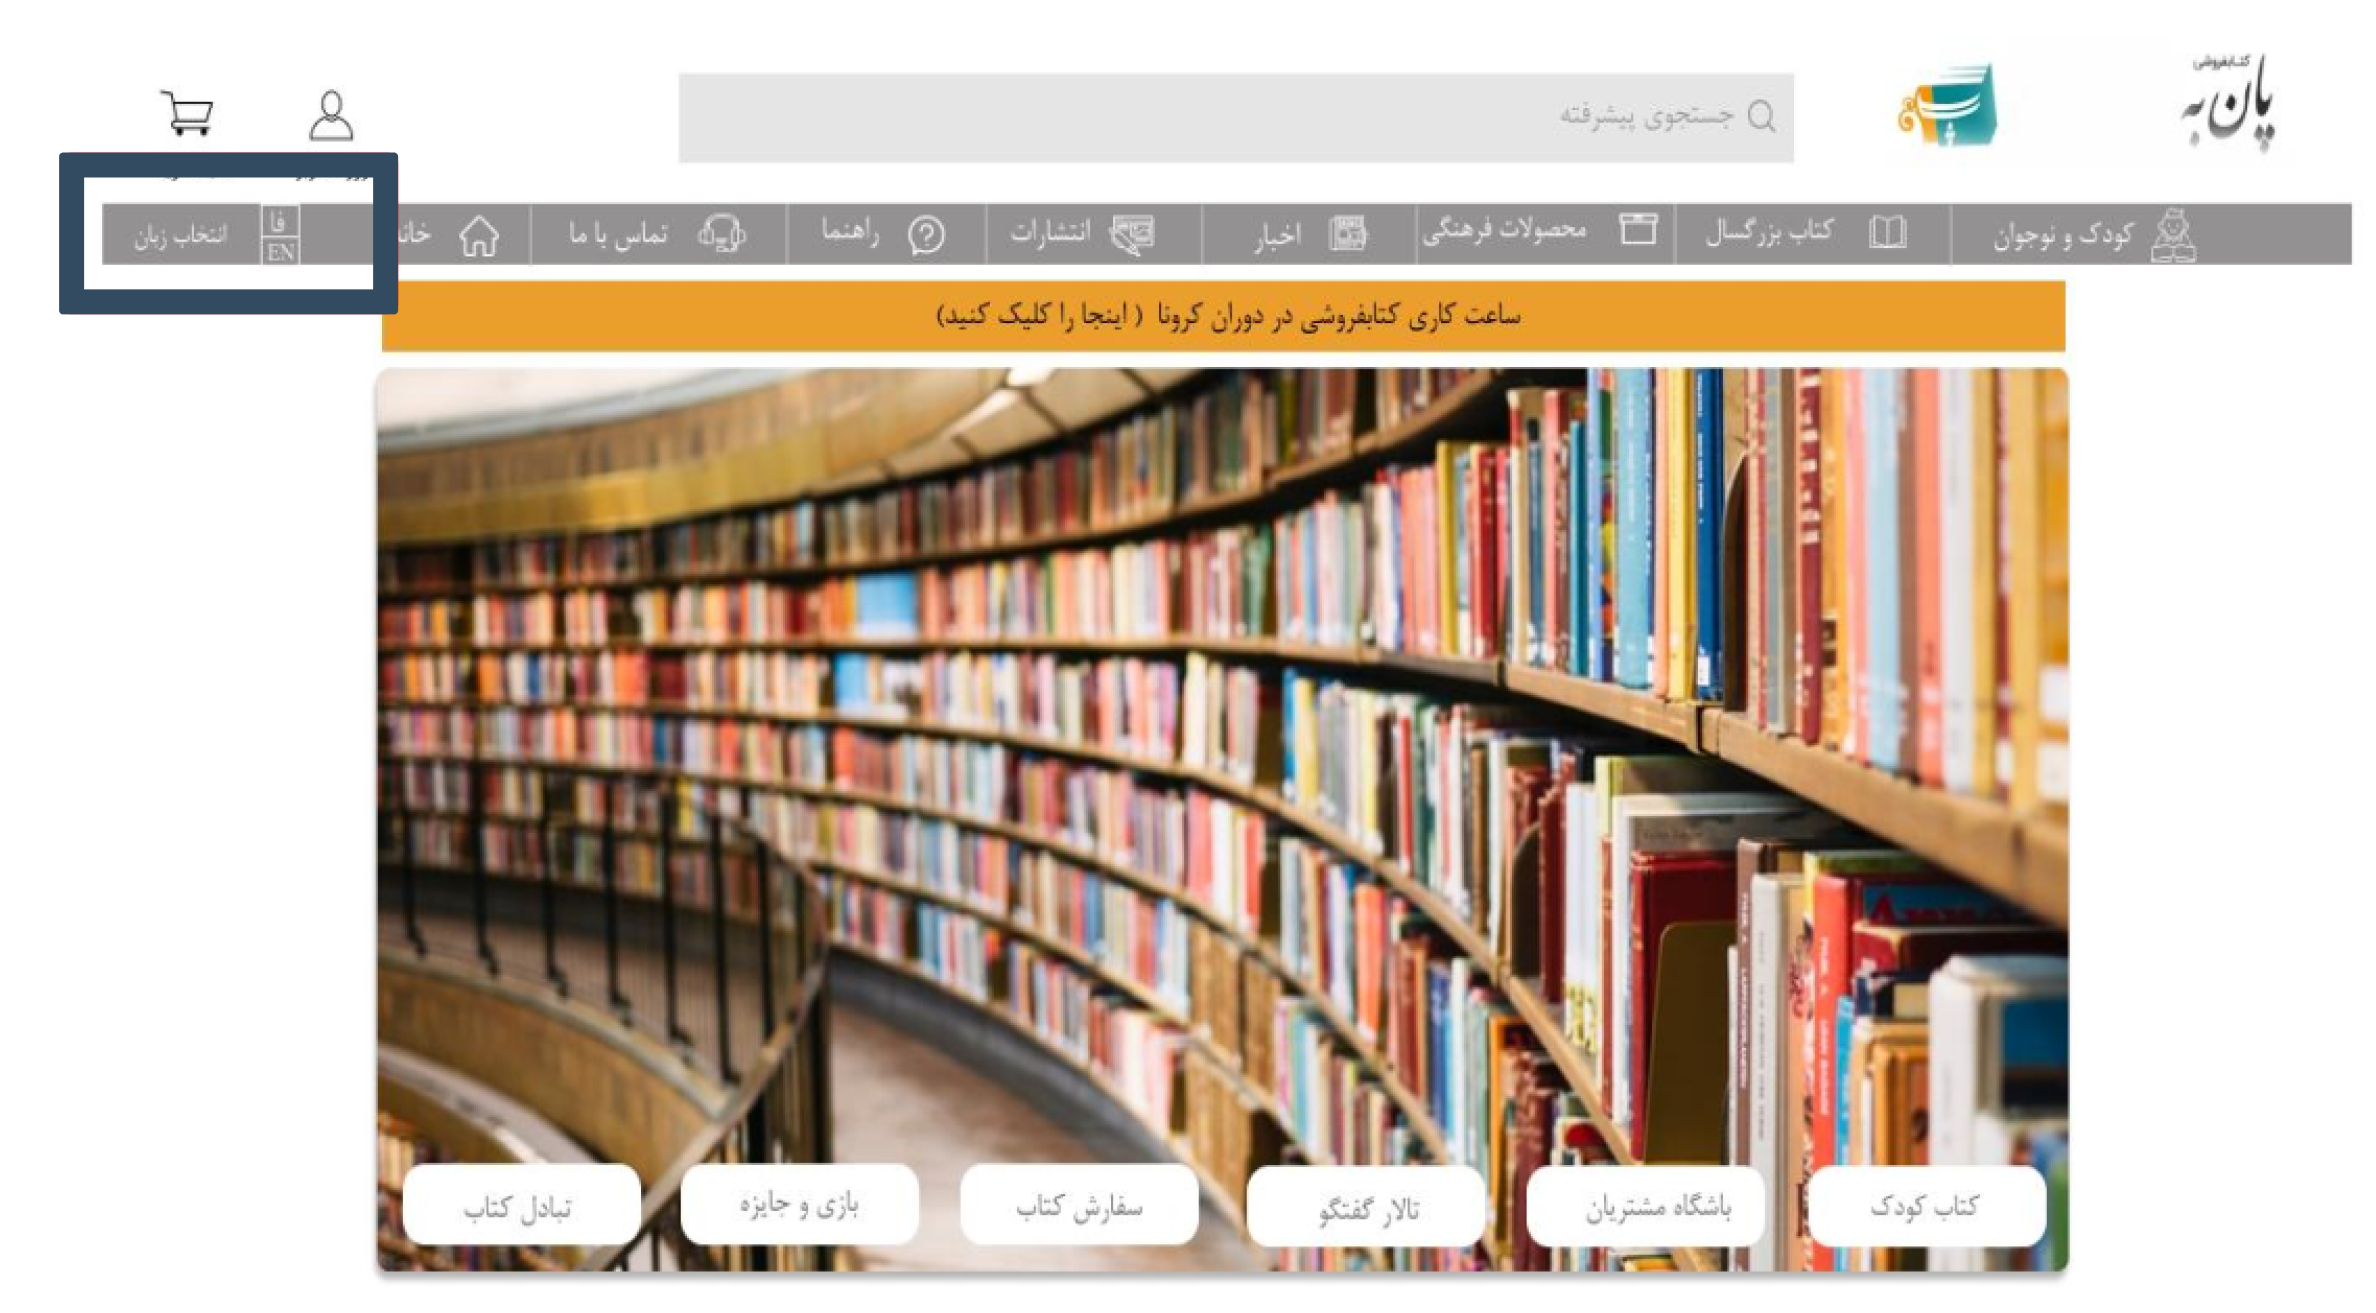 کتابفروشی
پان به
جستجوی پیشرفته
کودک و نوجوان
کتاب بزرگسال
محصولات فرهنگی
اخبار
انتشارات
راهنما
تماس با ما
فا
EN
انتخاب زبان
ساعت کاری کتابفروشی در دوران کرونا ( اینجا را کلیک کنید)
کتاب کودک
باشگاه مشتریان
تالار گفتگو
سفارش کتاب
بازی و جایزه
تبادل کتاب